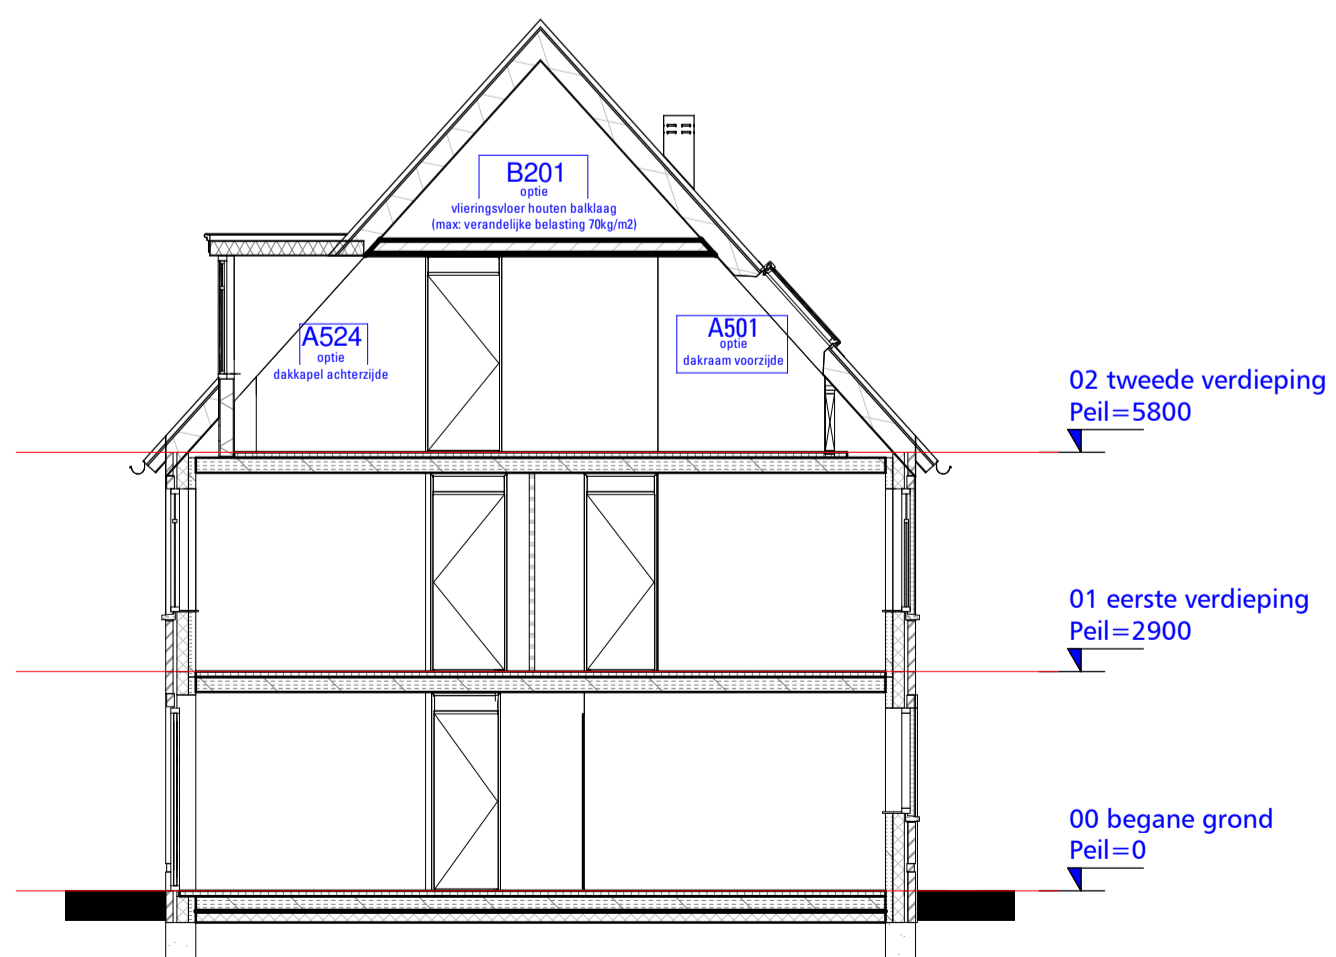 B201
optie
vlieringsvloer houten balklaag
(max: verandelijke belasting 70kg/m2)
A524
optie
dakkapel achterzijde
A501
optie
dakraam voorzijde
02 tweede verdieping
Peil=5800
01 eerste verdieping
Peil=2900
00 begane grond
Peil=0